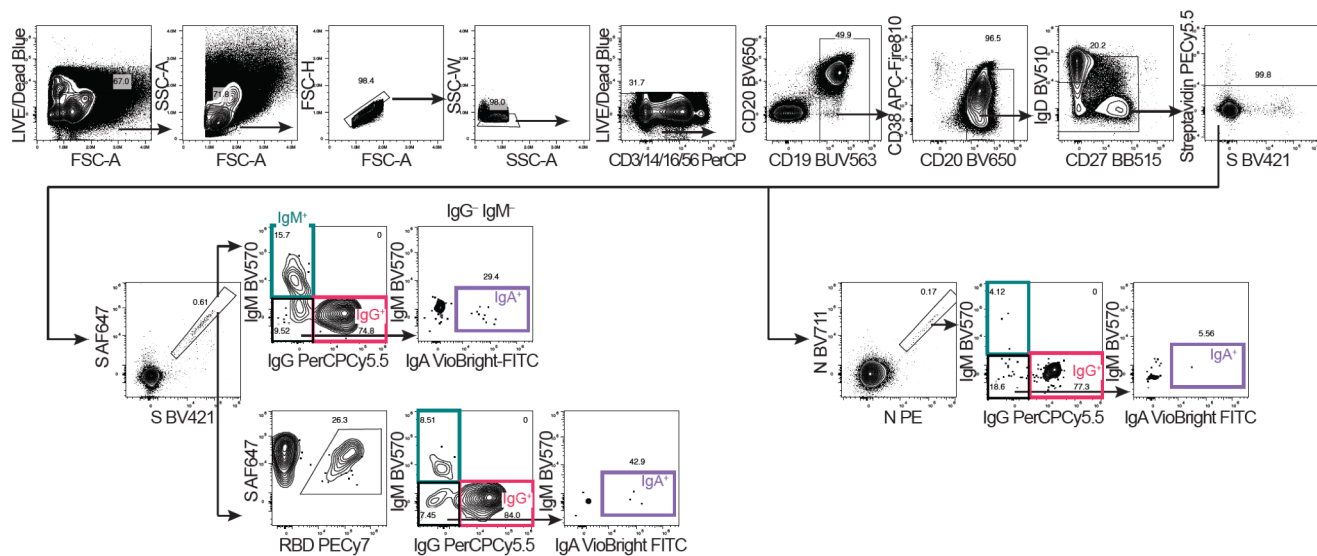 LIVE/Dead Blue
67.0
FSC-A
SSC-A
71.8
FSC-A
FSC-H
98.4
FSC-A
SSC-W
98.0
SSC-A
LIVE/Dead Blue
31.7
CD3/14/16/56 PerCP
CD20 BV650
49.9
CD19 BUV563
CD38 APC-Fire810
96.5
CD20 BV650
IgD BV510
20.2
CD27 BB515
Streptavidin PECy5.5
99.8
S BV421
S AF647
0.61
S BV421
IgM⁺
IgM BV570
15.7
0
9.52
74.8
IgG⁺
IgG PerCPCy5.5
IgG⁻ IgM⁻
IgM BV570
29.4
IgA⁺
IgA VioBright-FITC
N BV711
0.17
N PE
IgM BV570
4.12
0
18.6
77.3
IgG⁺
IgG PerCPCy5.5
IgM BV570
5.56
IgA⁺
IgA VioBright FITC
S AF647
26.3
RBD PECy7
IgM BV570
8.51
0
7.45
84.0
IgG⁺
IgG PerCPCy5.5
IgM BV570
42.9
IgA⁺
IgA VioBright FITC